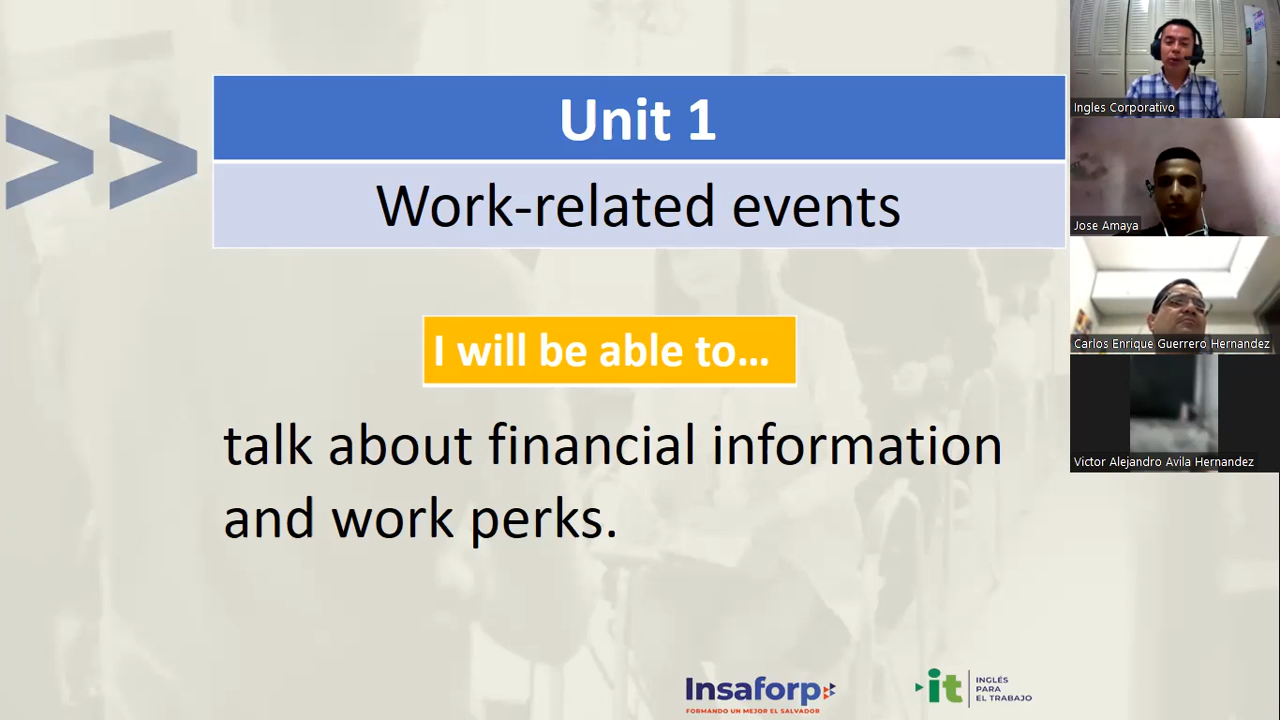 Unit 1
Work-related events
I will be able to...
talk about financial information
and work perks.
Insaforp
FORMANDO UN MEJOR EL SALVADOR
it
INGLÉS
PARA
EL TRABAJO
Ingles Corporativo
Jose Amaya
Carlos Enrique Guerrero Hernandez
Victor Alejandro Avila Hernandez